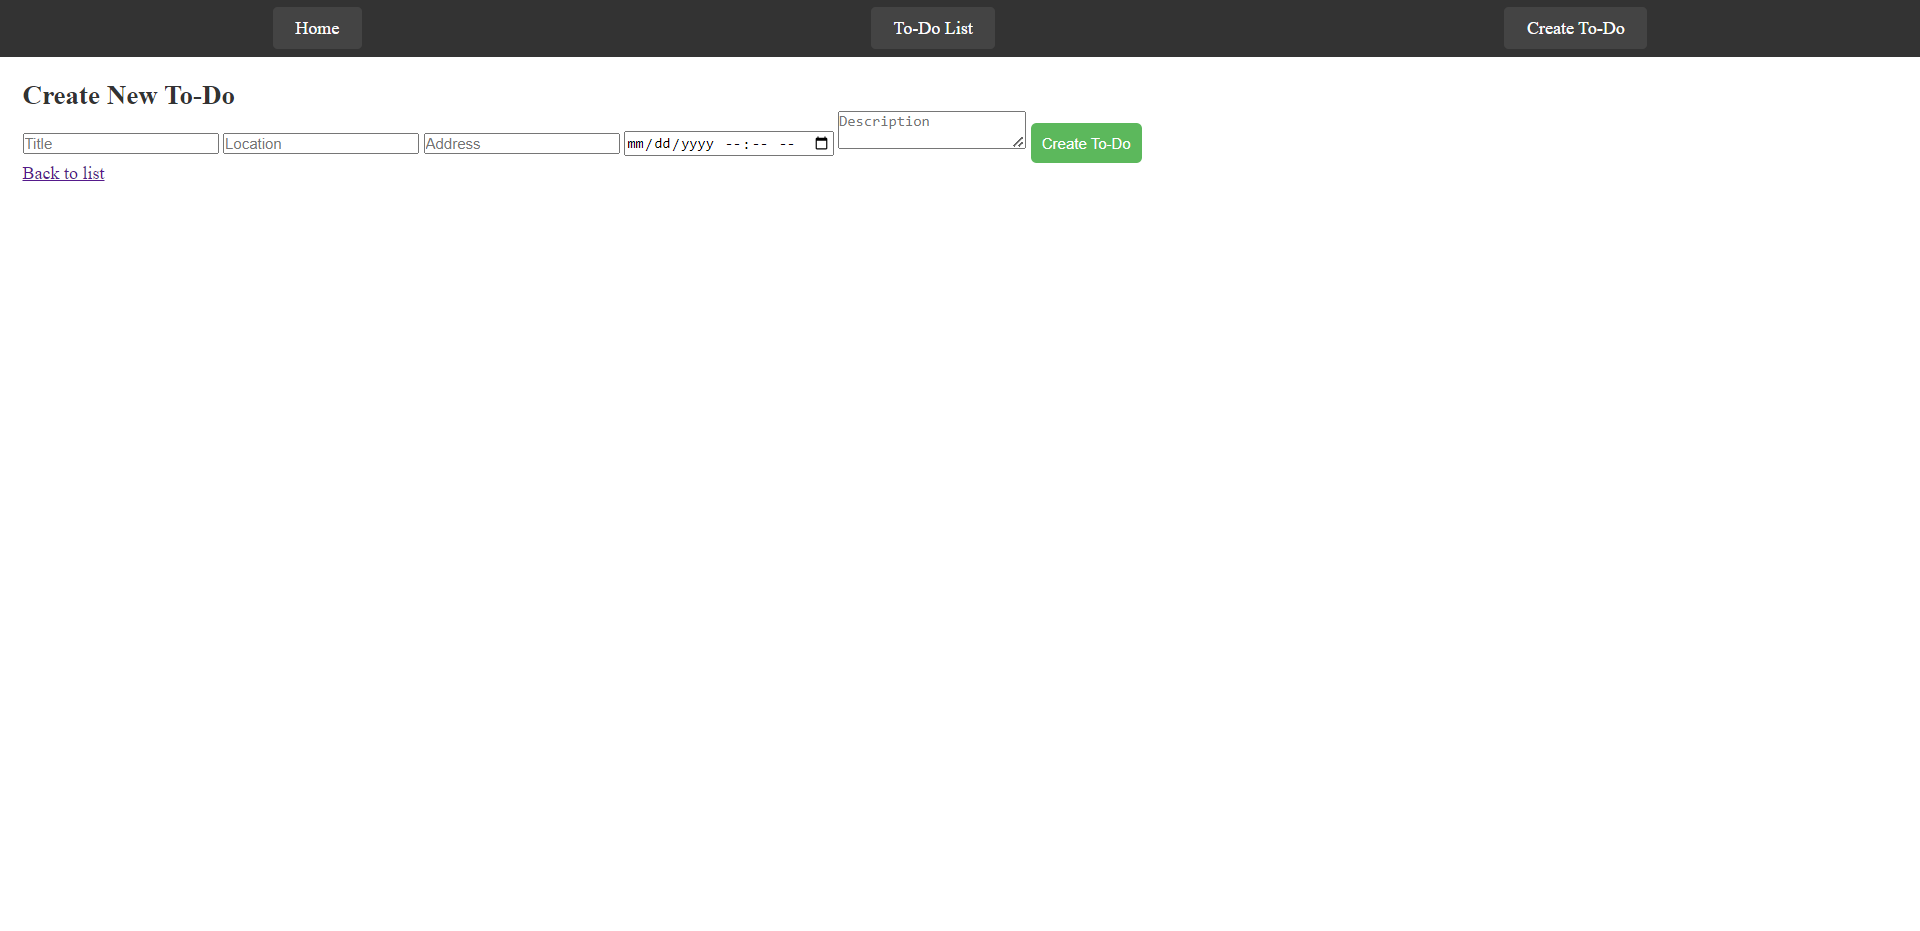 Home To-Do List Create To-Do
Create New To-Do
Title Location Address mm/dd/yyyy --:-- -- Description Create To-Do
Back to list